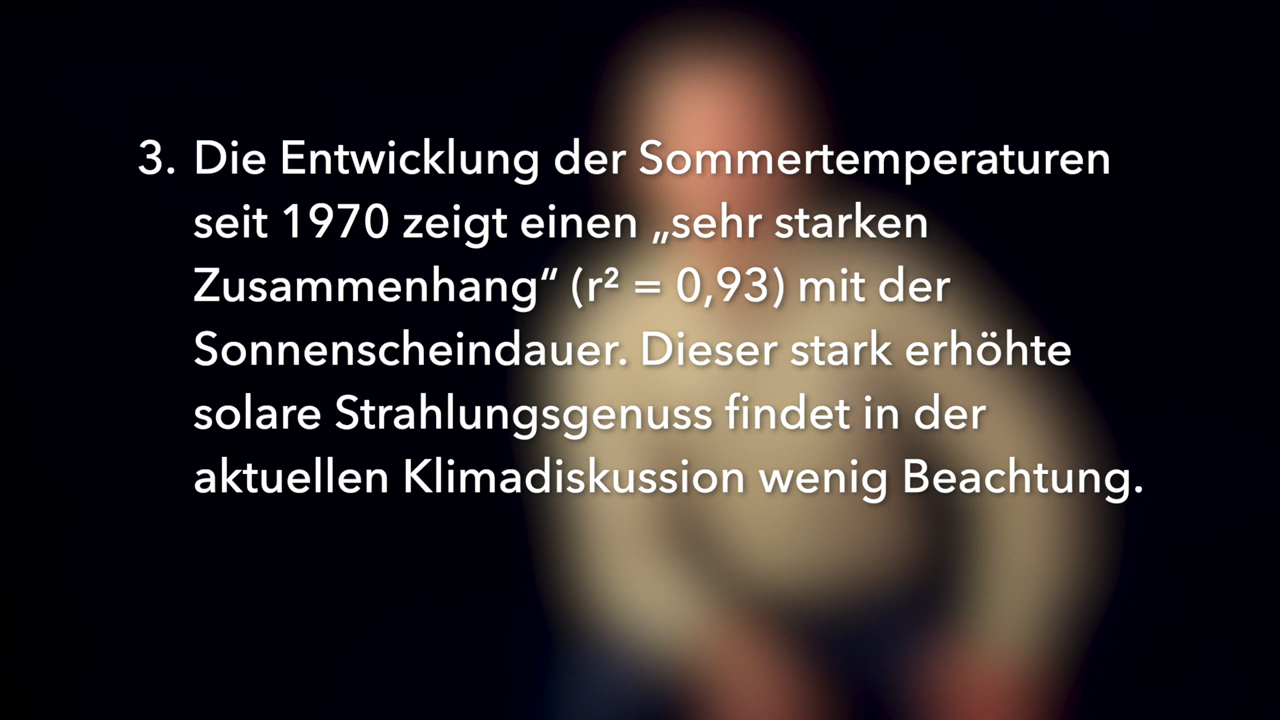 3. Die Entwicklung der Sommertemperaturen
seit 1970 zeigt einen „sehr starken
Zusammenhang“ (r² = 0,93) mit der
Sonnenscheindauer. Dieser stark erhöhte
solare Strahlungsgenuss findet in der
aktuellen Klimadiskussion wenig Beachtung.